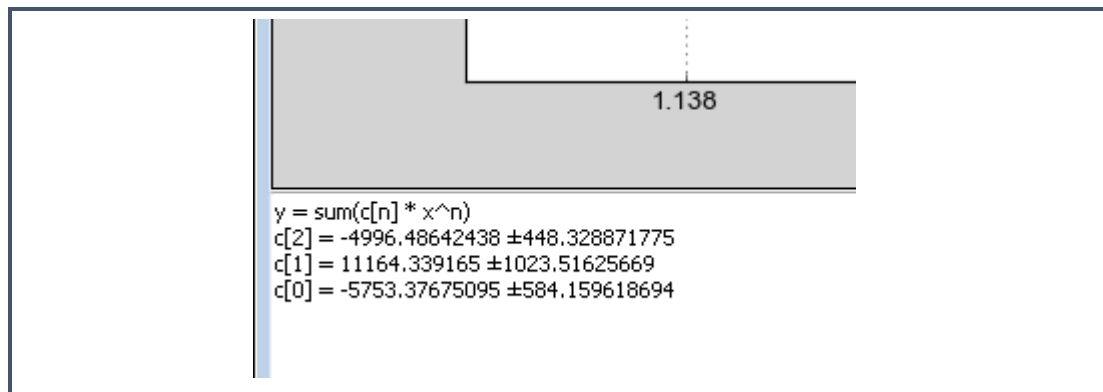 1.138
y = sum(c[n] * x^n)
c[2] = -4996.48642438 ±448.328871775
c[1] = 11164.339165 ±1023.51625669
c[0] = -5753.37675095 ±584.159618694